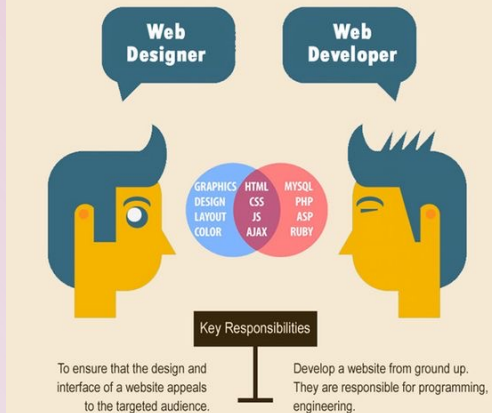 Web
Designer
Web
Developer
GRAPHICS
DESIGN
LAYOUT
COLOR
HTML
CSS
JS
AJAX
MYSQL
PHP
ASP
RUBY
Key Responsibilities
To ensure that the design and
interface of a website appeals
to the targeted audience.
Develop a website from ground up.
They are responsible for programming,
engineering.